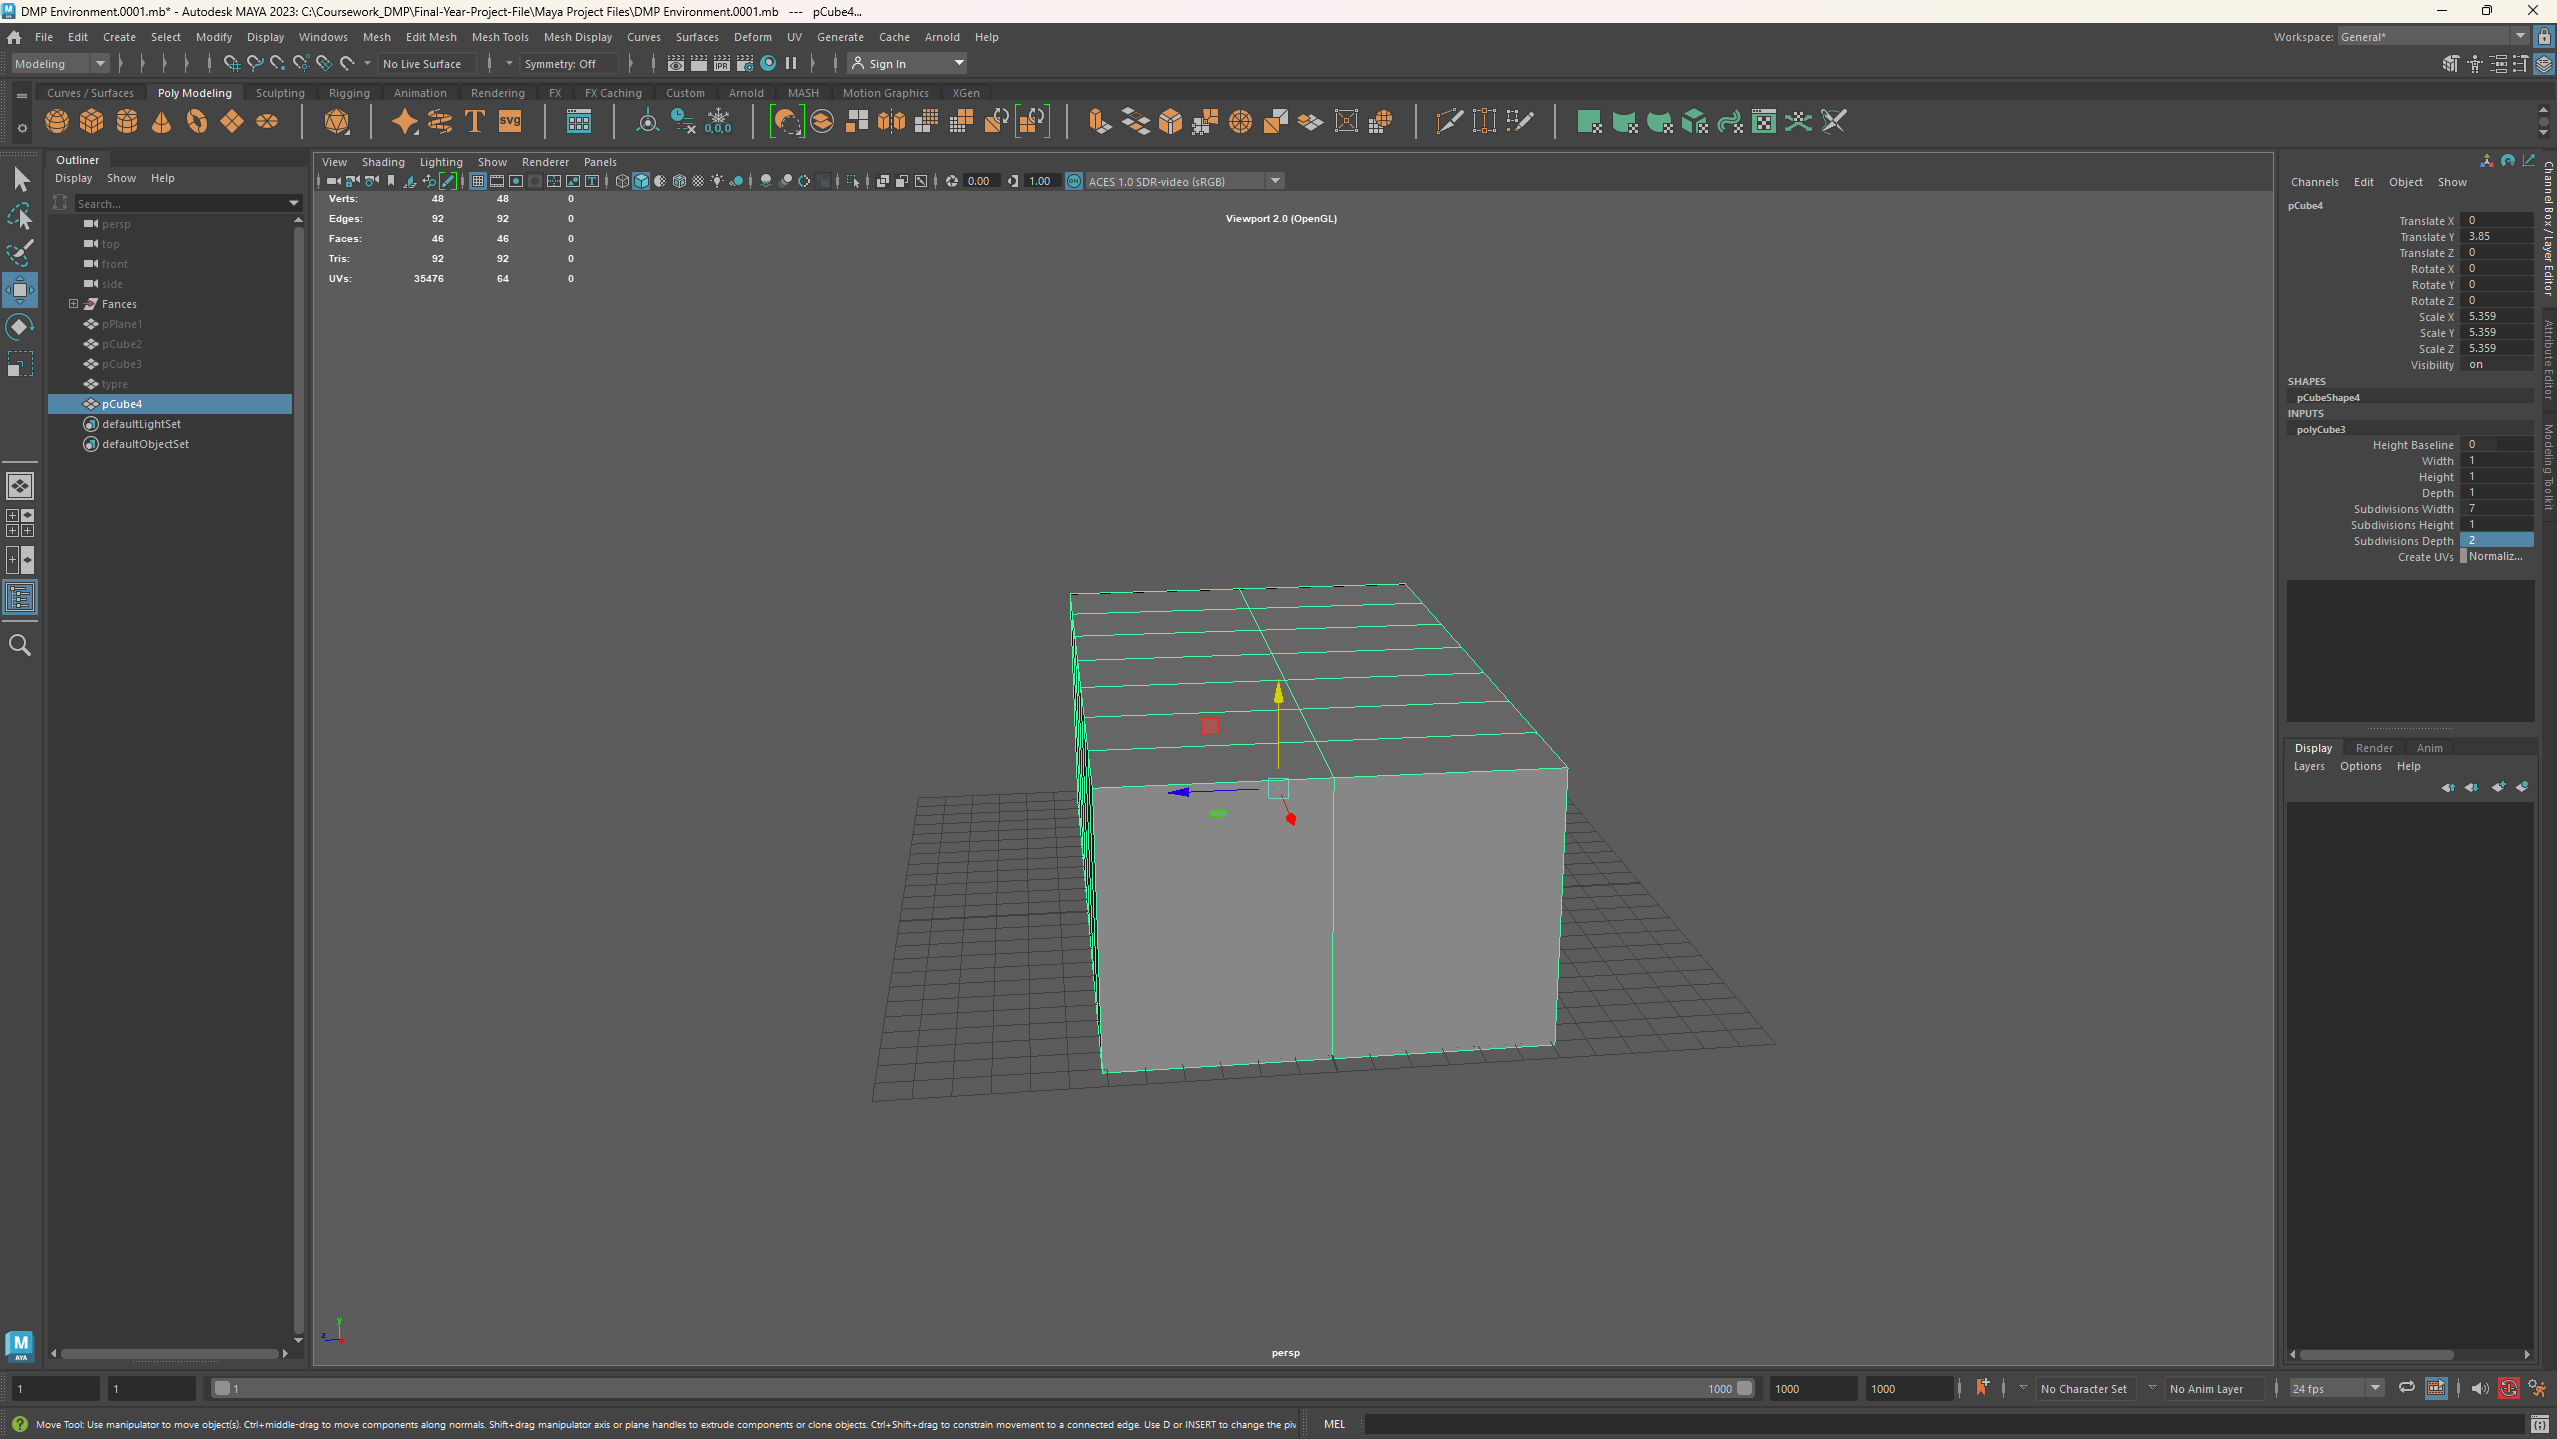 DMP Environment.0001.mb* - Autodesk MAYA 2023: C:\Coursework_DMP\Final-Year-Project-File\Maya Project Files\DMP Environment.0001.mb --- pCube4...
File Edit Create Select Modify Display Windows Mesh Edit Mesh Mesh Tools Mesh Display Curves Surfaces Deform UV Generate Cache Arnold Help Workspace: General*
Modeling No Live Surface Symmetry: Off IPR Sign In
Curves / Surfaces Poly Modeling Sculpting Rigging Animation Rendering FX FX Caching Custom Arnold MASH Motion Graphics XGen
T svg 0,0,0
Outliner
Display Show Help
Search...
persp
top
front
side
Fances
pPlane1
pCube2
pCube3
typre
pCube4
defaultLightSet
defaultObjectSet
View Shading Lighting Show Renderer Panels
0.00 1.00 ON ACES 1.0 SDR-video (sRGB)
Verts: 48 48 0
Edges: 92 92 0
Faces: 46 46 0
Tris: 92 92 0
UVs: 35476 64 0
Viewport 2.0 (OpenGL)
y
z
x
persp
Channels Edit Object Show
pCube4
Translate X 0
Translate Y 3.85
Translate Z 0
Rotate X 0
Rotate Y 0
Rotate Z 0
Scale X 5.359
Scale Y 5.359
Scale Z 5.359
Visibility on
SHAPES
pCubeShape4
INPUTS
polyCube3
Height Baseline 0
Width 1
Height 1
Depth 1
Subdivisions Width 7
Subdivisions Height 1
Subdivisions Depth 2
Create UVs Normaliz...
Display Render Anim
Layers Options Help
Channel Box / Layer Editor
Attribute Editor
Modeling Toolkit
M
AYA
1 1 1 1000 1000 1000 No Character Set No Anim Layer 24 fps
Move Tool: Use manipulator to move object(s). Ctrl+middle-drag to move components along normals. Shift+drag manipulator axis or plane handles to extrude components or clone objects. Ctrl+Shift+drag to constrain movement to a connected edge. Use D or INSERT to change the piv
MEL